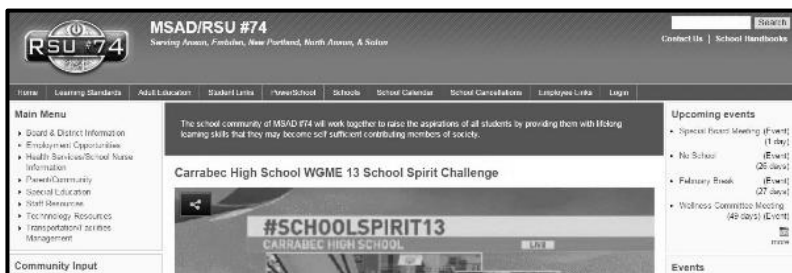 RSU #74
MSAD/RSU #74
Serving Anson, Embden, New Portland, North Anson, & Solon
Search
Contact Us | School Handbooks
Home
Learning Standards
Adult Education
Student Links
PowerSchool
Schools
School Calendar
School Cancellations
Employee Links
Login
Main Menu
Board & District Information
Employment Opportunities
Health Services/School Nurse
Information
Parent/Community
Special Education
Staff Resources
Technology Resources
Transportation/Facilities
Management
Community Input
The school community of MSAD #74 will work together to raise the aspirations of all students by providing them with lifelong
learning skills that they may become self sufficient contributing members of society.
Carrabec High School WGME 13 School Spirit Challenge
#SCHOOLSPIRIT13
CARRABEC HIGH SCHOOL
LIVE
Upcoming events
Special Board Meeting (Event)
(1 day)
No School (Event)
(26 days)
February Break (Event)
(27 days)
Wellness Committee Meeting
(49 days) (Event)
more
Events